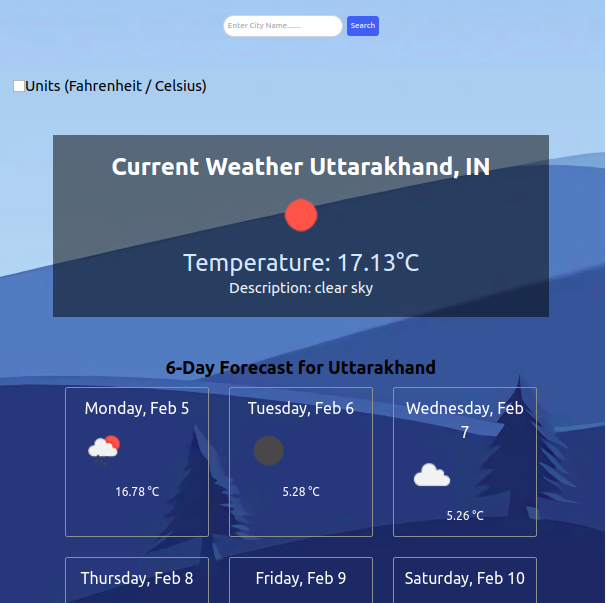 Enter City Name........
Search
Units (Fahrenheit / Celsius)
Current Weather Uttarakhand, IN
Temperature: 17.13°C
Description: clear sky
6-Day Forecast for Uttarakhand
Monday, Feb 5
16.78 °C
Tuesday, Feb 6
5.28 °C
Wednesday, Feb
7
5.26 °C
Thursday, Feb 8
Friday, Feb 9
Saturday, Feb 10